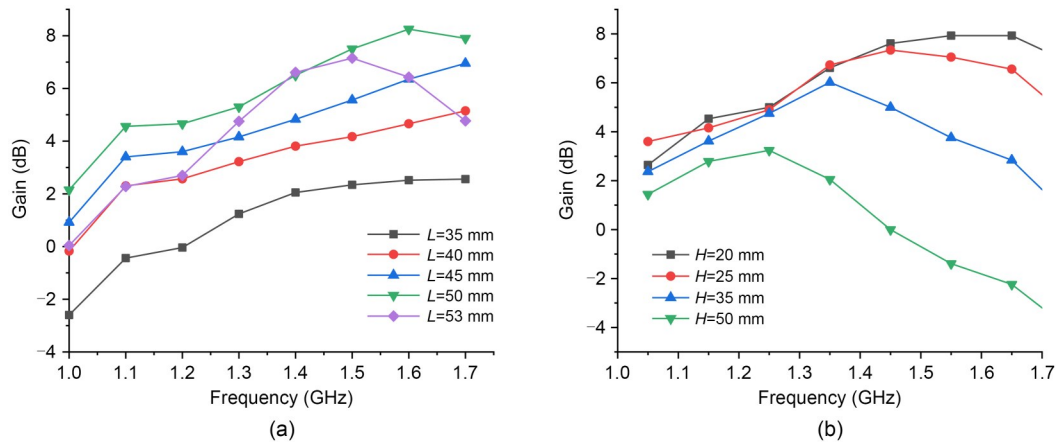 8
6
4
2
0
−2
−4
Gain (dB)
L=35 mm
L=40 mm
L=45 mm
L=50 mm
L=53 mm
1.0 1.1 1.2 1.3 1.4 1.5 1.6 1.7
Frequency (GHz)
(a)
8
6
4
2
0
−2
−4
Gain (dB)
H=20 mm
H=25 mm
H=35 mm
H=50 mm
1.0 1.1 1.2 1.3 1.4 1.5 1.6 1.7
Frequency (GHz)
(b)